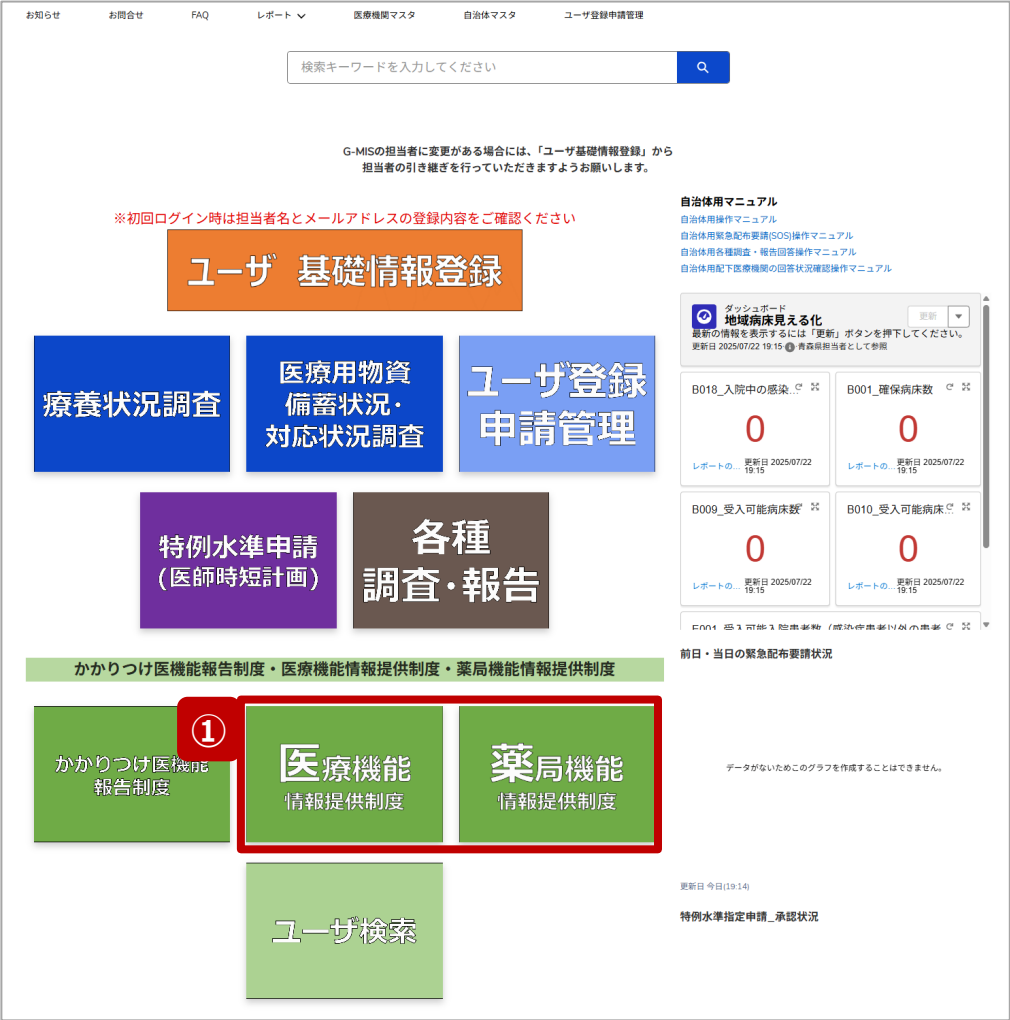 お知らせ
お問合せ
FAQ
レポート
医療機関マスタ
自治体マスタ
ユーザ登録申請管理
検索キーワードを入力してください
G-MISの担当者に変更がある場合には、「ユーザ基礎情報登録」から
担当者の引き継ぎを行っていただきますようお願いします。
※初回ログイン時は担当者名とメールアドレスの登録内容をご確認ください
ユーザ 基礎情報登録
療養状況調査
医療用物資
備蓄状況・
対応状況調査
ユーザ登録
申請管理
特例水準申請
(医師時短計画)
各種
調査・報告
かかりつけ医機能報告制度・医療機能情報提供制度・薬局機能情報提供制度
かかりつけ医機能
報告制度
①
医療機能
情報提供制度
薬局機能
情報提供制度
ユーザ検索
自治体用マニュアル
自治体用操作マニュアル
自治体用緊急配布要請(SOS)操作マニュアル
自治体用各種調査・報告回答操作マニュアル
自治体用配下医療機関の回答状況確認操作マニュアル
ダッシュボード
地域病床見える化
更新
最新の情報を表示するには「更新」ボタンを押下してください。
更新日 2025/07/22 19:15・青森県担当者として参照
B018_入院中の感染...
0
レポートの...
更新日 2025/07/22
19:15
B001_確保病床数
0
レポートの...
更新日 2025/07/22
19:15
B009_受入可能病床数
0
レポートの...
更新日 2025/07/22
19:15
B010_受入可能病床...
0
レポートの...
更新日 2025/07/22
19:15
E001_受入可能入院患者数（感染症患者以外の患者...
前日・当日の緊急配布要請状況
データがないためこのグラフを作成することはできません。
更新日 今日(19:14)
特例水準指定申請_承認状況